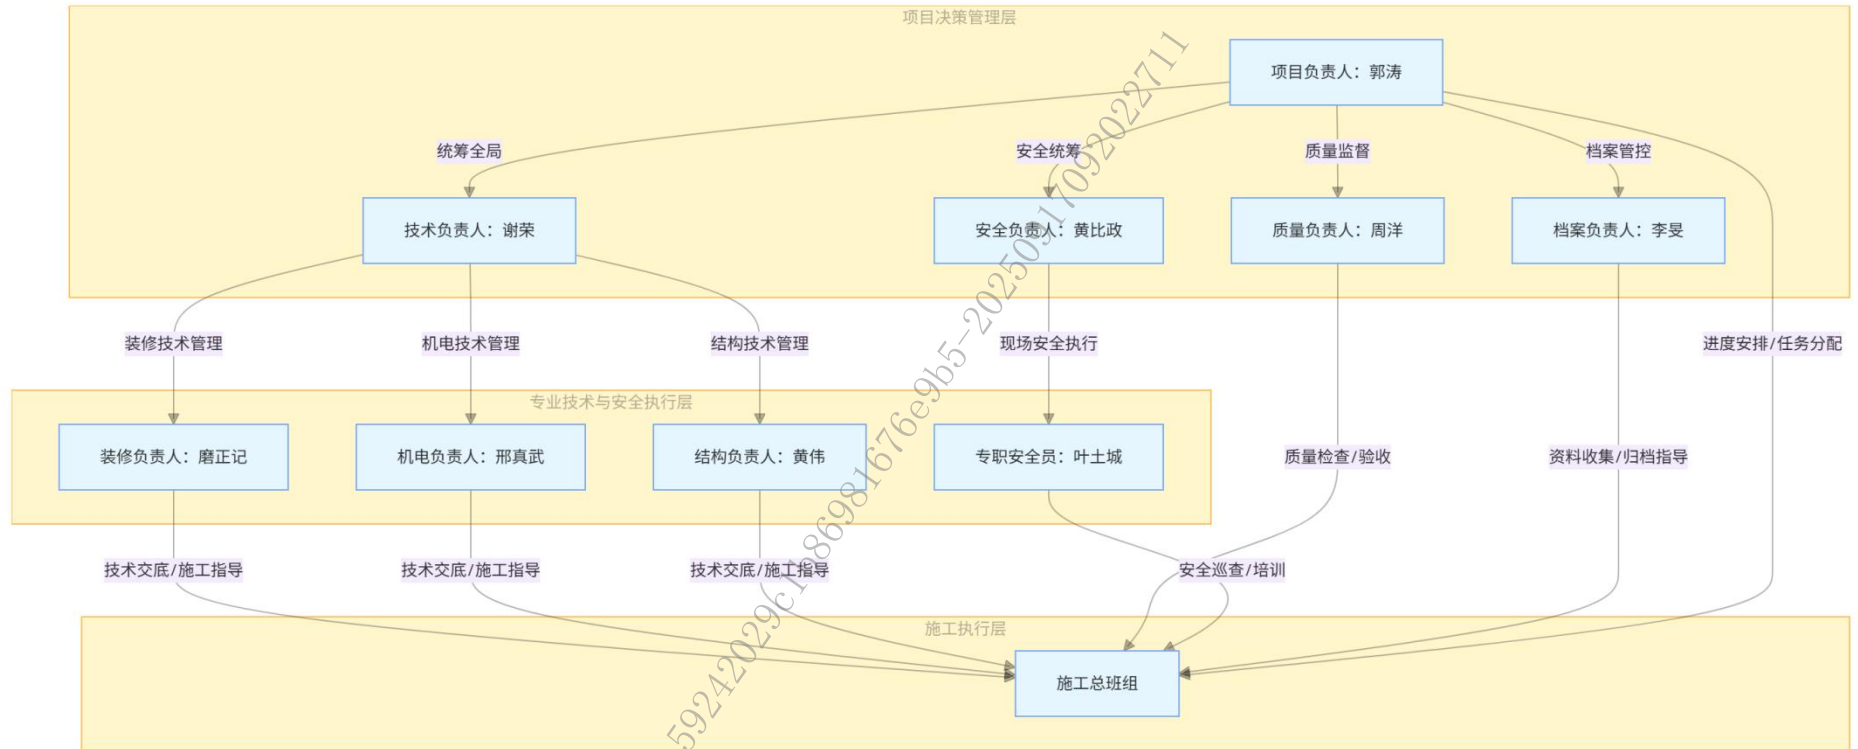 项目决策管理层
项目负责人：郭涛
统筹全局
安全统筹
质量监督
档案管控
技术负责人：谢荣
安全负责人：黄比政
质量负责人：周洋
档案负责人：李旻
装修技术管理
机电技术管理
结构技术管理
现场安全执行
进度安排/任务分配
专业技术与安全执行层
装修负责人：磨正记
机电负责人：邢真武
结构负责人：黄伟
专职安全员：叶土城
质量检查/验收
资料收集/归档指导
技术交底/施工指导
技术交底/施工指导
技术交底/施工指导
安全巡查/培训
施工执行层
施工总班组